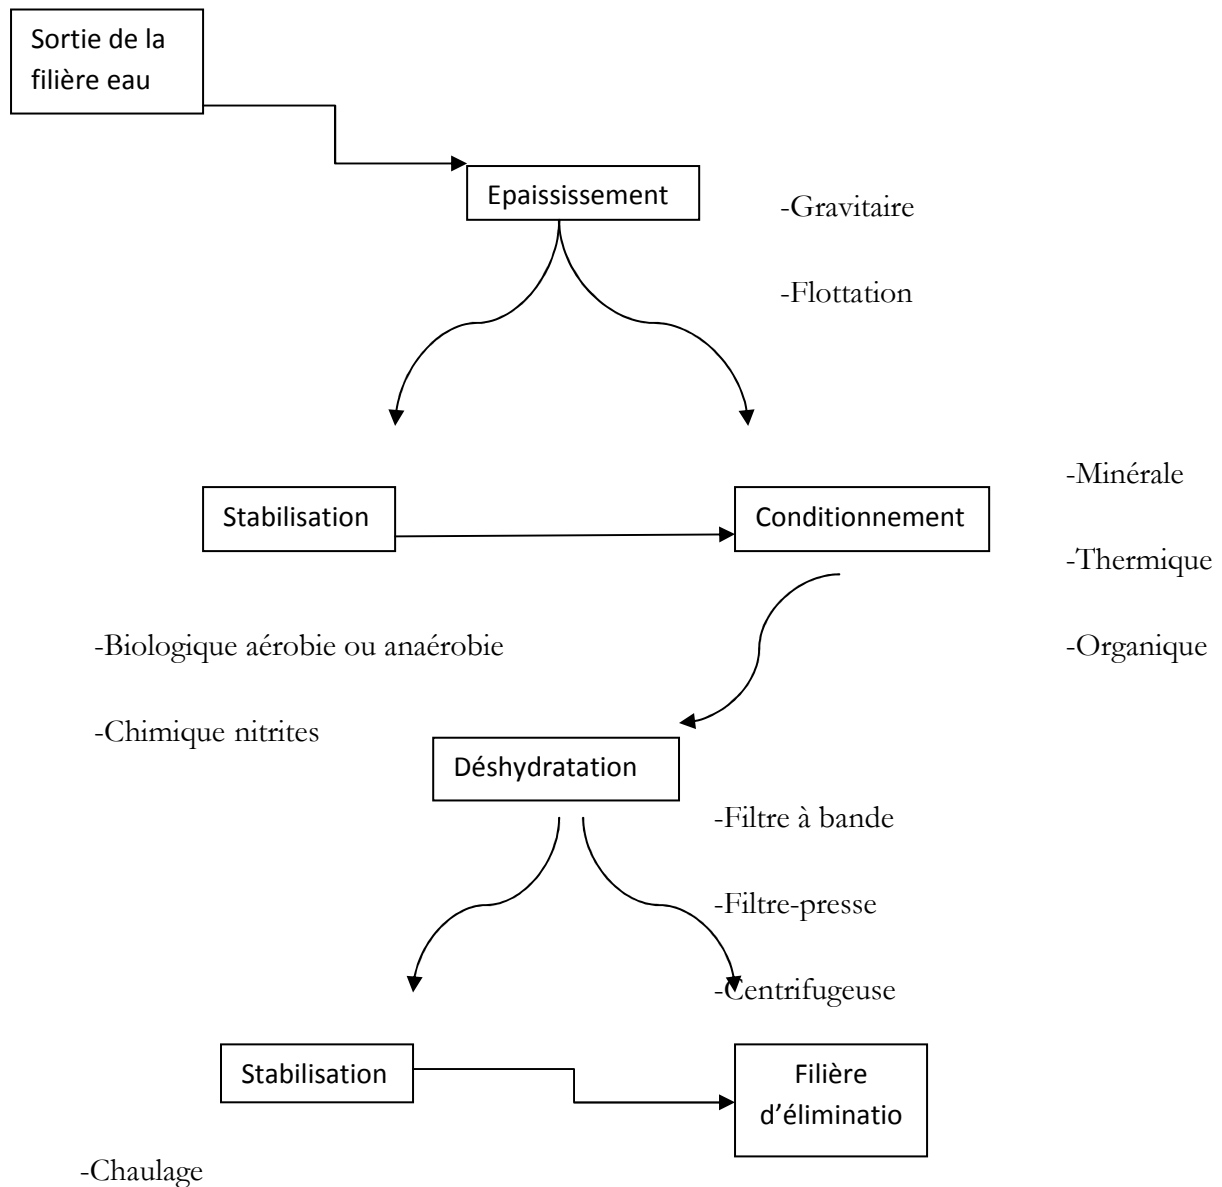 Sortie de la
filière eau
Epaississement
-Gravitaire
-Flottation
-Minérale
Stabilisation
Conditionnement
-Thermique
-Biologique aérobie ou anaérobie
-Organique
-Chimique nitrites
Déshydratation
-Filtre à bande
-Filtre-presse
-Centrifugeuse
Stabilisation
Filière
d’éliminatio
-Chaulage